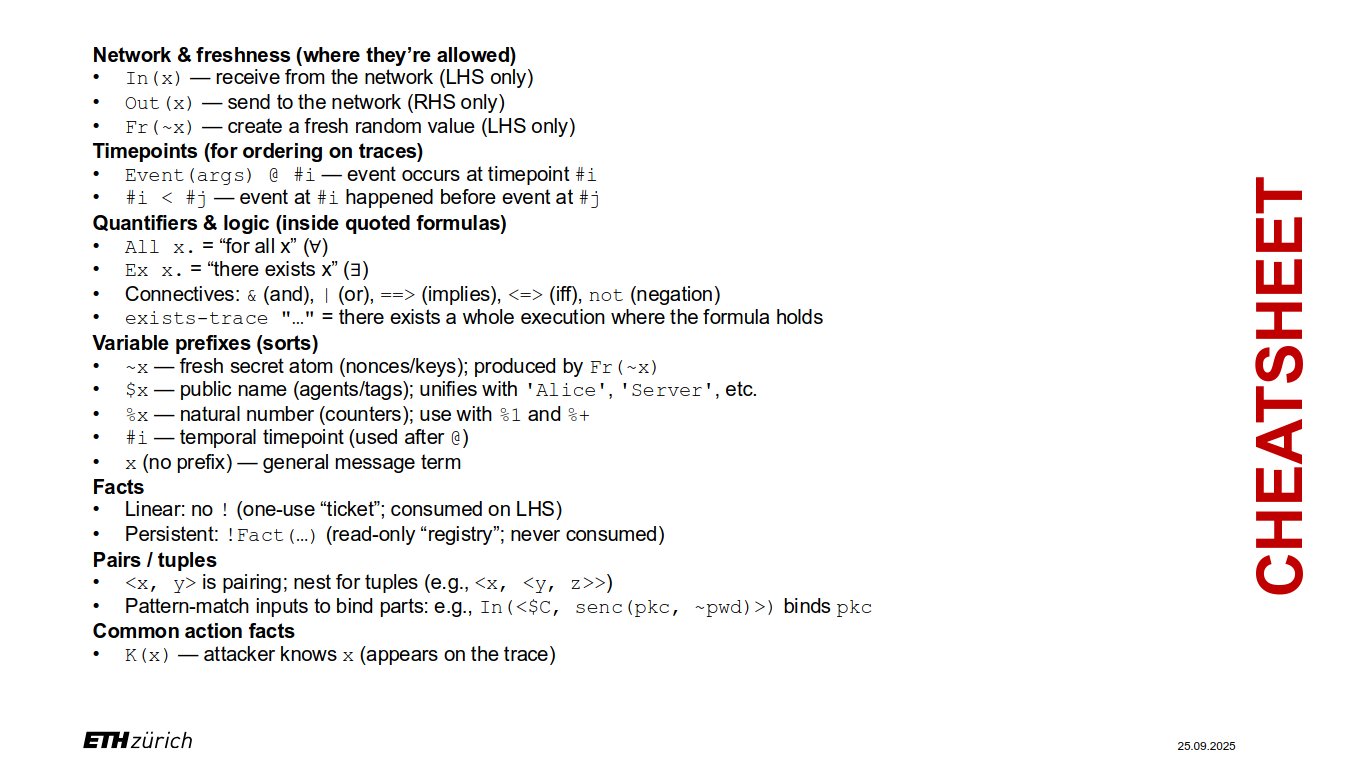 Network & freshness (where they’re allowed)
• In(x) — receive from the network (LHS only)
• Out(x) — send to the network (RHS only)
• Fr(~x) — create a fresh random value (LHS only)
Timepoints (for ordering on traces)
• Event(args) @ #i — event occurs at timepoint #i
• #i < #j — event at #i happened before event at #j
Quantifiers & logic (inside quoted formulas)
• All x. = “for all x” (∀)
• Ex x. = “there exists x” (∃)
• Connectives: & (and), | (or), ==> (implies), <=> (iff), not (negation)
• exists-trace "…" = there exists a whole execution where the formula holds
Variable prefixes (sorts)
• ~x — fresh secret atom (nonces/keys); produced by Fr(~x)
• $x — public name (agents/tags); unifies with 'Alice', 'Server', etc.
• %x — natural number (counters); use with %1 and %+
• #i — temporal timepoint (used after @)
• x (no prefix) — general message term
Facts
• Linear: no ! (one-use “ticket”; consumed on LHS)
• Persistent: !Fact(…) (read-only “registry”; never consumed)
Pairs / tuples
• <x, y> is pairing; nest for tuples (e.g., <x, <y, z>>)
• Pattern-match inputs to bind parts: e.g., In(<$C, senc(pkc, ~pwd)>) binds pkc
Common action facts
• K(x) — attacker knows x (appears on the trace)
CHEATSHEET
ETH zürich
25.09.2025